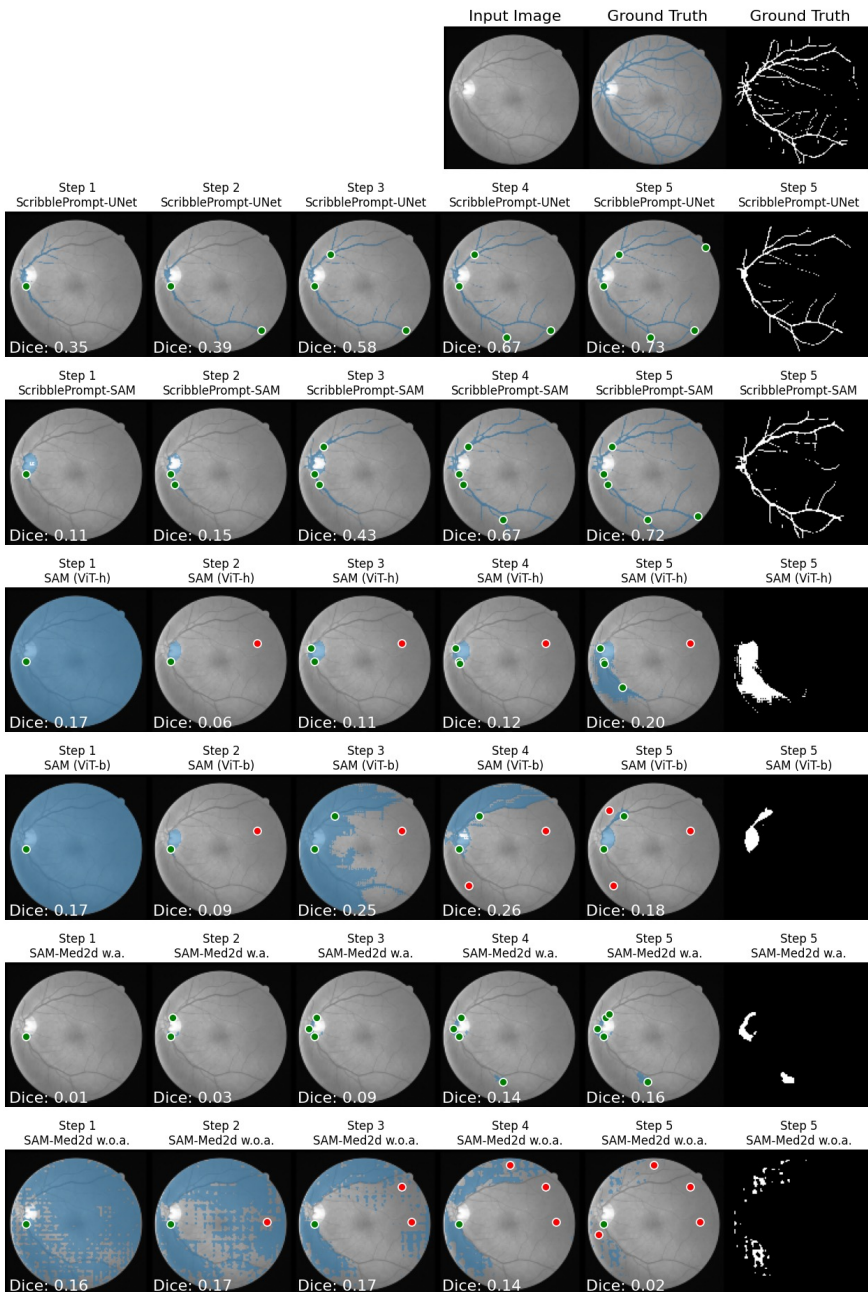 Input Image Ground Truth Ground Truth
Step 1 Step 2 Step 3 Step 4 Step 5 Step 5
ScribblePrompt-UNet ScribblePrompt-UNet ScribblePrompt-UNet ScribblePrompt-UNet ScribblePrompt-UNet ScribblePrompt-UNet
Dice: 0.35 Dice: 0.39 Dice: 0.58 Dice: 0.67 Dice: 0.73
Step 1 Step 2 Step 3 Step 4 Step 5 Step 5
ScribblePrompt-SAM ScribblePrompt-SAM ScribblePrompt-SAM ScribblePrompt-SAM ScribblePrompt-SAM ScribblePrompt-SAM
Dice: 0.11 Dice: 0.15 Dice: 0.43 Dice: 0.67 Dice: 0.72
Step 1 Step 2 Step 3 Step 4 Step 5 Step 5
SAM (ViT-h) SAM (ViT-h) SAM (ViT-h) SAM (ViT-h) SAM (ViT-h) SAM (ViT-h)
Dice: 0.17 Dice: 0.06 Dice: 0.11 Dice: 0.12 Dice: 0.20
Step 1 Step 2 Step 3 Step 4 Step 5 Step 5
SAM (ViT-b) SAM (ViT-b) SAM (ViT-b) SAM (ViT-b) SAM (ViT-b) SAM (ViT-b)
Dice: 0.17 Dice: 0.09 Dice: 0.25 Dice: 0.26 Dice: 0.18
Step 1 Step 2 Step 3 Step 4 Step 5 Step 5
SAM-Med2d w.a. SAM-Med2d w.a. SAM-Med2d w.a. SAM-Med2d w.a. SAM-Med2d w.a. SAM-Med2d w.a.
Dice: 0.01 Dice: 0.03 Dice: 0.09 Dice: 0.14 Dice: 0.16
Step 1 Step 2 Step 3 Step 4 Step 5 Step 5
SAM-Med2d w.o.a. SAM-Med2d w.o.a. SAM-Med2d w.o.a. SAM-Med2d w.o.a. SAM-Med2d w.o.a. SAM-Med2d w.o.a.
Dice: 0.16 Dice: 0.17 Dice: 0.17 Dice: 0.14 Dice: 0.02